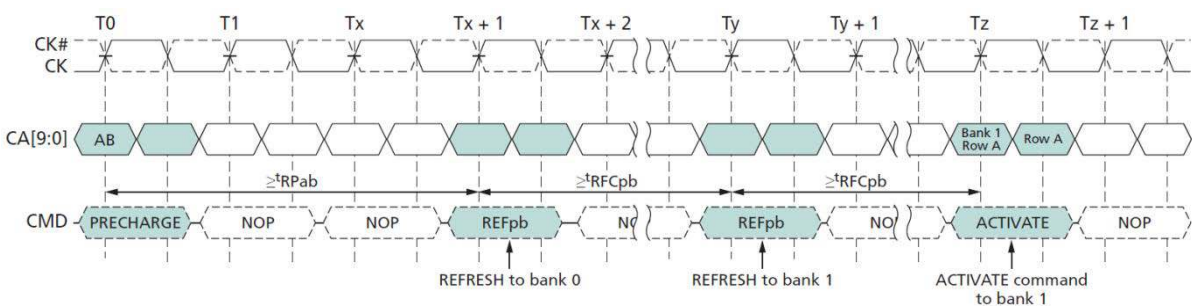 T0 T1 Tx Tx + 1 Tx + 2 Ty Ty + 1 Tz Tz + 1
CK#
CK
CA[9:0] AB Bank 1 Row A Row A
≥tRPab ≥tRFCpb ≥tRFCpb
CMD PRECHARGE NOP NOP REFpb NO REFpb NO ACTIVATE NOP
REFRESH to bank 0 REFRESH to bank 1 ACTIVATE command
to bank 1